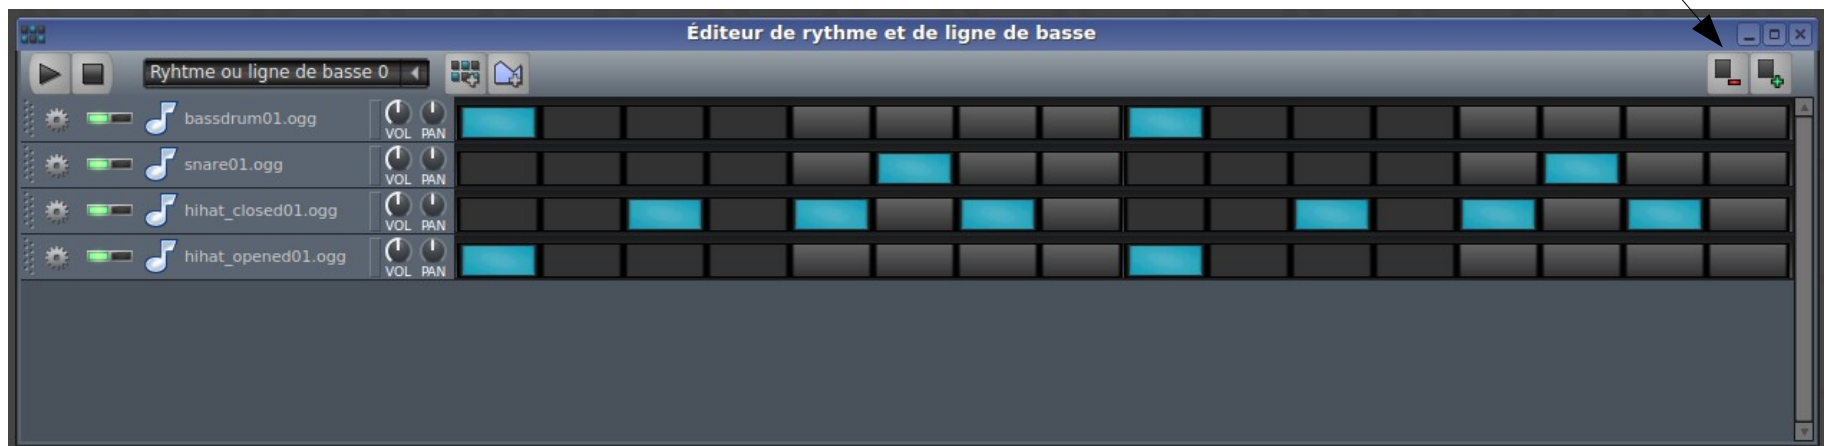 Éditeur de rythme et de ligne de basse
Ryhtme ou ligne de basse 0
bassdrum01.ogg
VOL PAN
snare01.ogg
VOL PAN
hihat_closed01.ogg
VOL PAN
hihat_opened01.ogg
VOL PAN